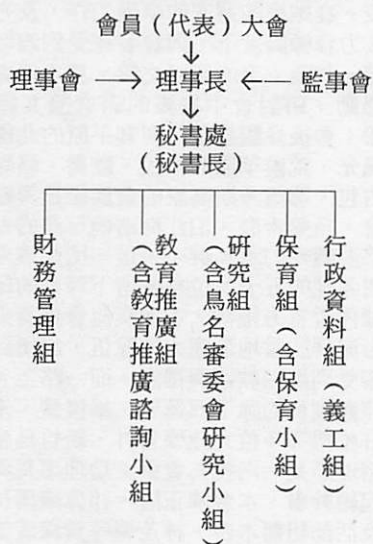 會員（代表）大會
↓
理事會 → 理事長 ← 監事會
↓
秘書處
秘書長
行政資料組（義工組
保育組（含保育小組）
研究組（含鳥名審委會研究小組）
教育推廣組（含教育推廣諮詢小組）
財務管理組